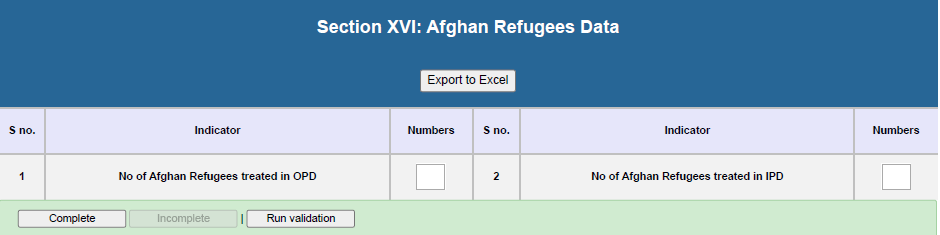 Section XVI: Afghan Refugees Data
Export to Excel
S no. Indicator Numbers S no. Indicator Numbers
1 No of Afghan Refugees treated in OPD 2 No of Afghan Refugees treated in IPD
Complete Incomplete | Run validation